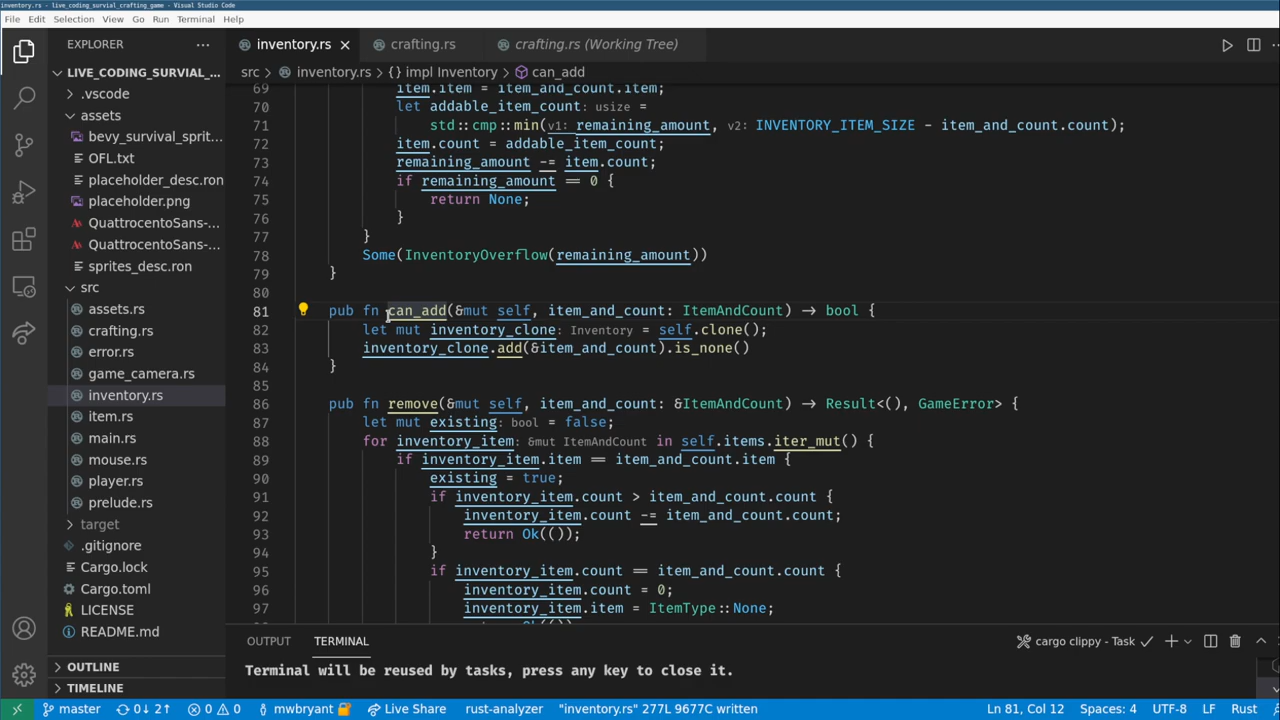 inventory.rs - live_coding_survial_crafting_game - Visual Studio Code
File Edit Selection View Go Run Terminal Help
EXPLORER
LIVE_CODING_SURVIAL_...
.vscode
assets
bevy_survival_sprit...
OFL.txt
placeholder_desc.ron
placeholder.png
QuattrocentoSans-...
QuattrocentoSans-...
sprites_desc.ron
src
assets.rs
crafting.rs
error.rs
game_camera.rs
inventory.rs
item.rs
main.rs
mouse.rs
player.rs
prelude.rs
target
.gitignore
Cargo.lock
Cargo.toml
LICENSE
README.md
OUTLINE
TIMELINE
inventory.rs crafting.rs crafting.rs (Working Tree)
src > inventory.rs > {} impl Inventory > can_add
69 item.item = item_and_count.item;
70 let addable_item_count: usize =
71 std::cmp::min(v1: remaining_amount, v2: INVENTORY_ITEM_SIZE - item_and_count.count);
72 item.count = addable_item_count;
73 remaining_amount -= item.count;
74 if remaining_amount == 0 {
75 return None;
76 }
77 }
78 Some(InventoryOverflow(remaining_amount))
79 }
80
81 pub fn can_add(&mut self, item_and_count: ItemAndCount) → bool {
82 let mut inventory_clone: Inventory = self.clone();
83 inventory_clone.add(&item_and_count).is_none()
84 }
85
86 pub fn remove(&mut self, item_and_count: &ItemAndCount) → Result<(), GameError> {
87 let mut existing: bool = false;
88 for inventory_item: &mut ItemAndCount in self.items.iter_mut() {
89 if inventory_item.item == item_and_count.item {
90 existing = true;
91 if inventory_item.count > item_and_count.count {
92 inventory_item.count -= item_and_count.count;
93 return Ok(());
94 }
95 if inventory_item.count == item_and_count.count {
96 inventory_item.count = 0;
97 inventory_item.item = ItemType::None;
OUTPUT TERMINAL cargo clippy - Task
Terminal will be reused by tasks, press any key to close it.
master 0↓ 2↑ 0 0 mwbryant Live Share rust-analyzer "inventory.rs" 277L 9677C written Ln 81, Col 12 Spaces: 4 UTF-8 LF Rust